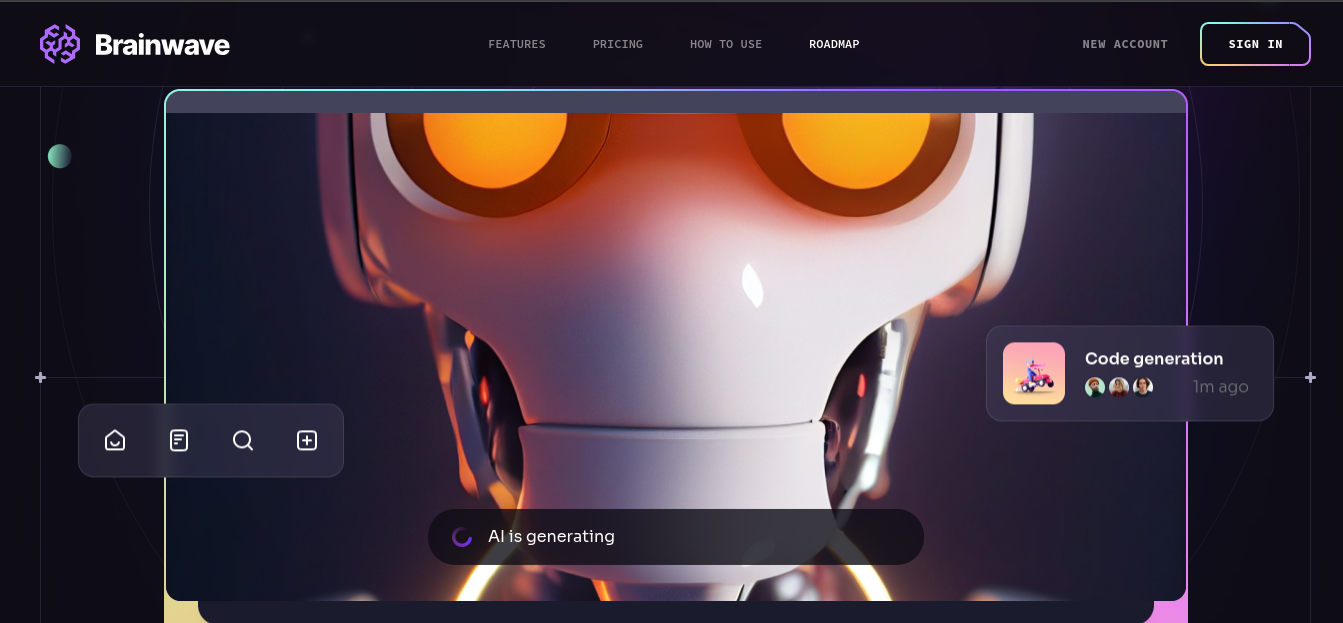 Brainwave
FEATURES
PRICING
HOW TO USE
ROADMAP
NEW ACCOUNT
SIGN IN
Code generation
1m ago
AI is generating